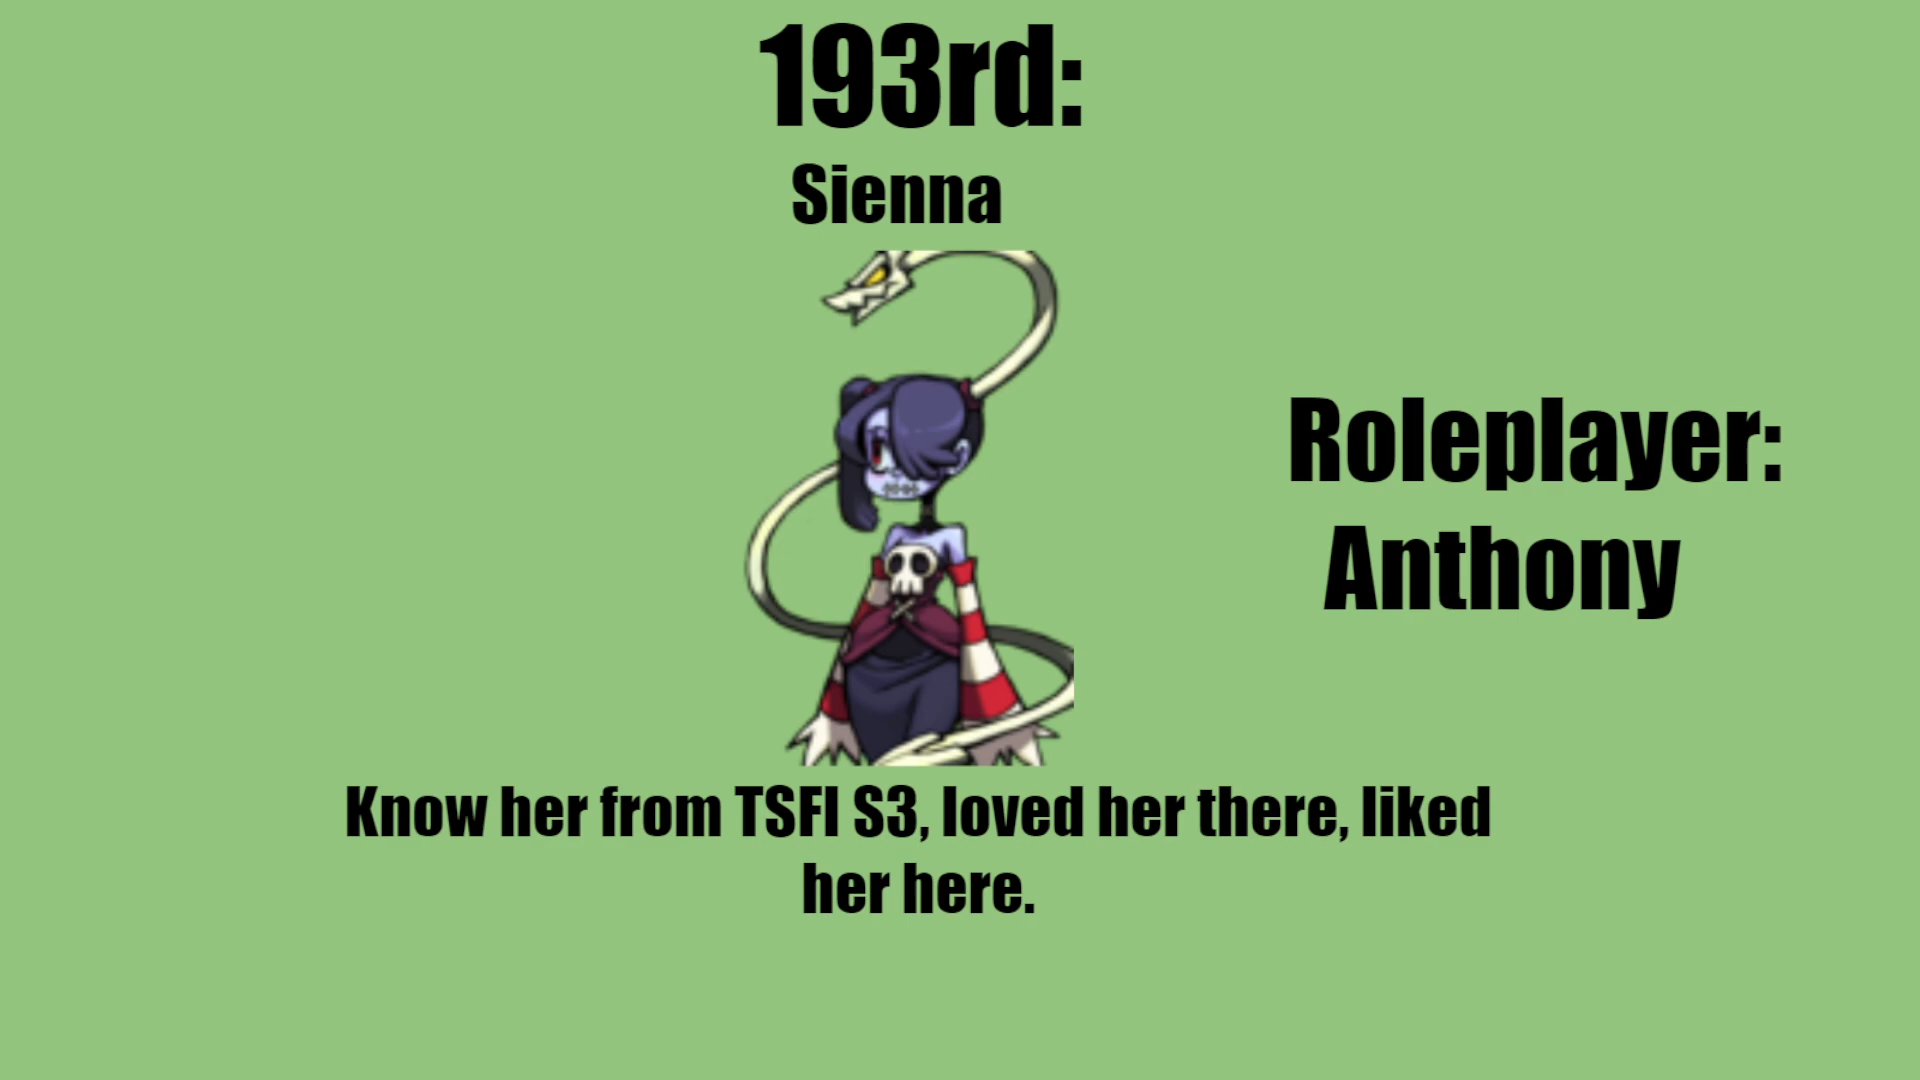 193rd:
Sienna
Roleplayer:
Anthony
Know her from TSFI S3, loved her there, liked
her here.